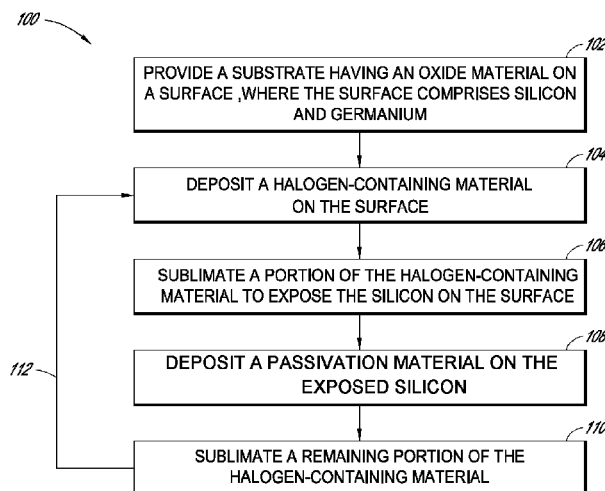 100
102
PROVIDE A SUBSTRATE HAVING AN OXIDE MATERIAL ON
A SURFACE ,WHERE THE SURFACE COMPRISES SILICON
AND GERMANIUM
104
DEPOSIT A HALOGEN-CONTAINING MATERIAL
ON THE SURFACE
106
SUBLIMATE A PORTION OF THE HALOGEN-CONTAINING
MATERIAL TO EXPOSE THE SILICON ON THE SURFACE
108
DEPOSIT A PASSIVATION MATERIAL ON THE
EXPOSED SILICON
112
110
SUBLIMATE A REMAINING PORTION OF THE
HALOGEN-CONTAINING MATERIAL